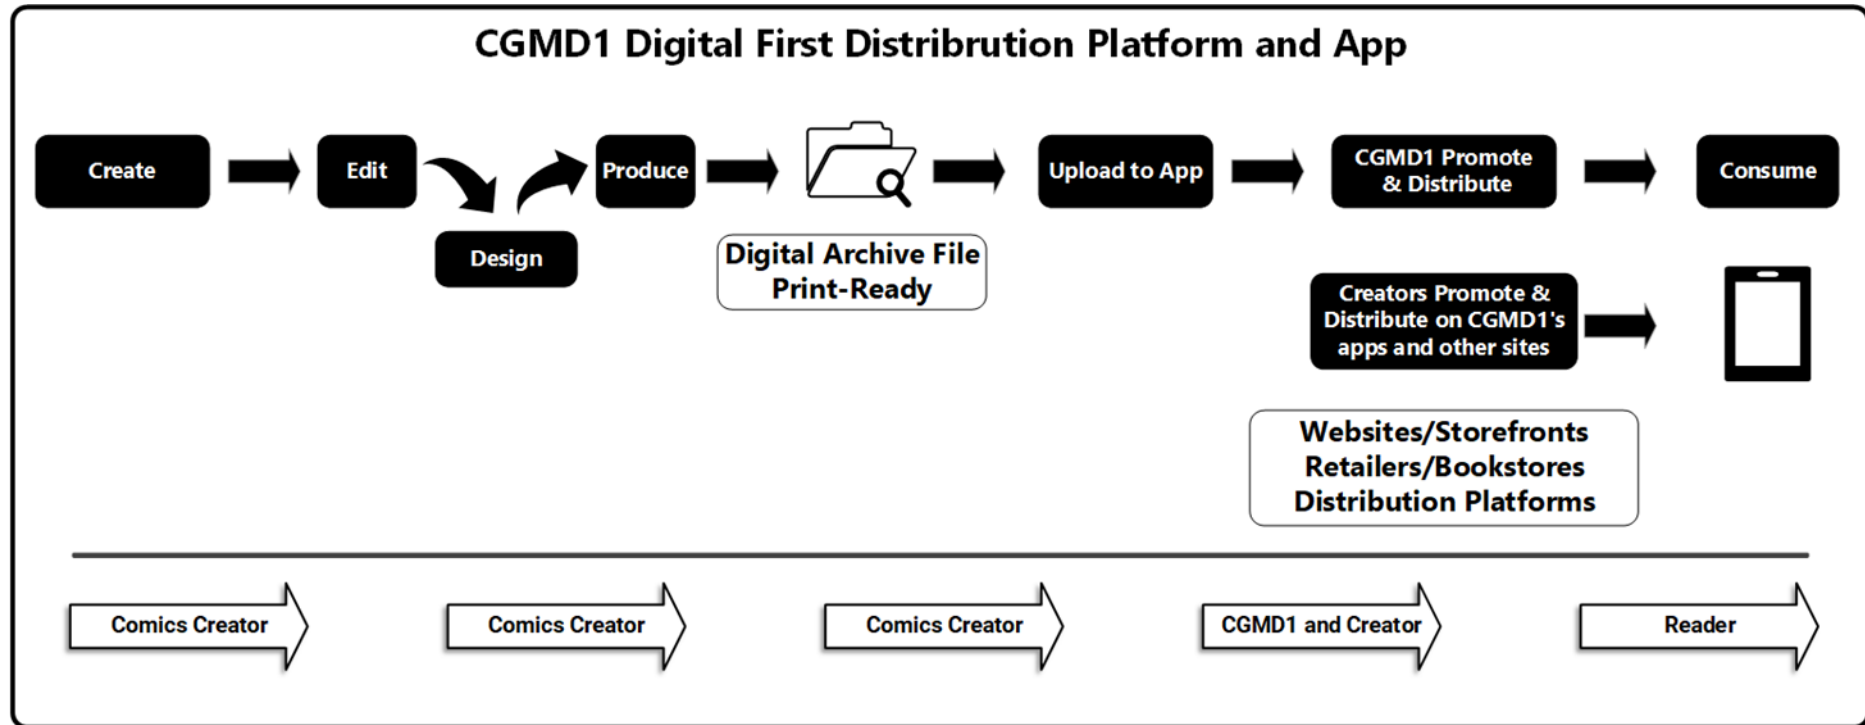 CGMD1 Digital First Distribrution Platform and App
Create
Edit
Design
Produce
Digital Archive File
Print-Ready
Upload to App
CGMD1 Promote
& Distribute
Consume
Creators Promote &
Distribute on CGMD1's
apps and other sites
Websites/Storefronts
Retailers/Bookstores
Distribution Platforms
Comics Creator
Comics Creator
Comics Creator
CGMD1 and Creator
Reader